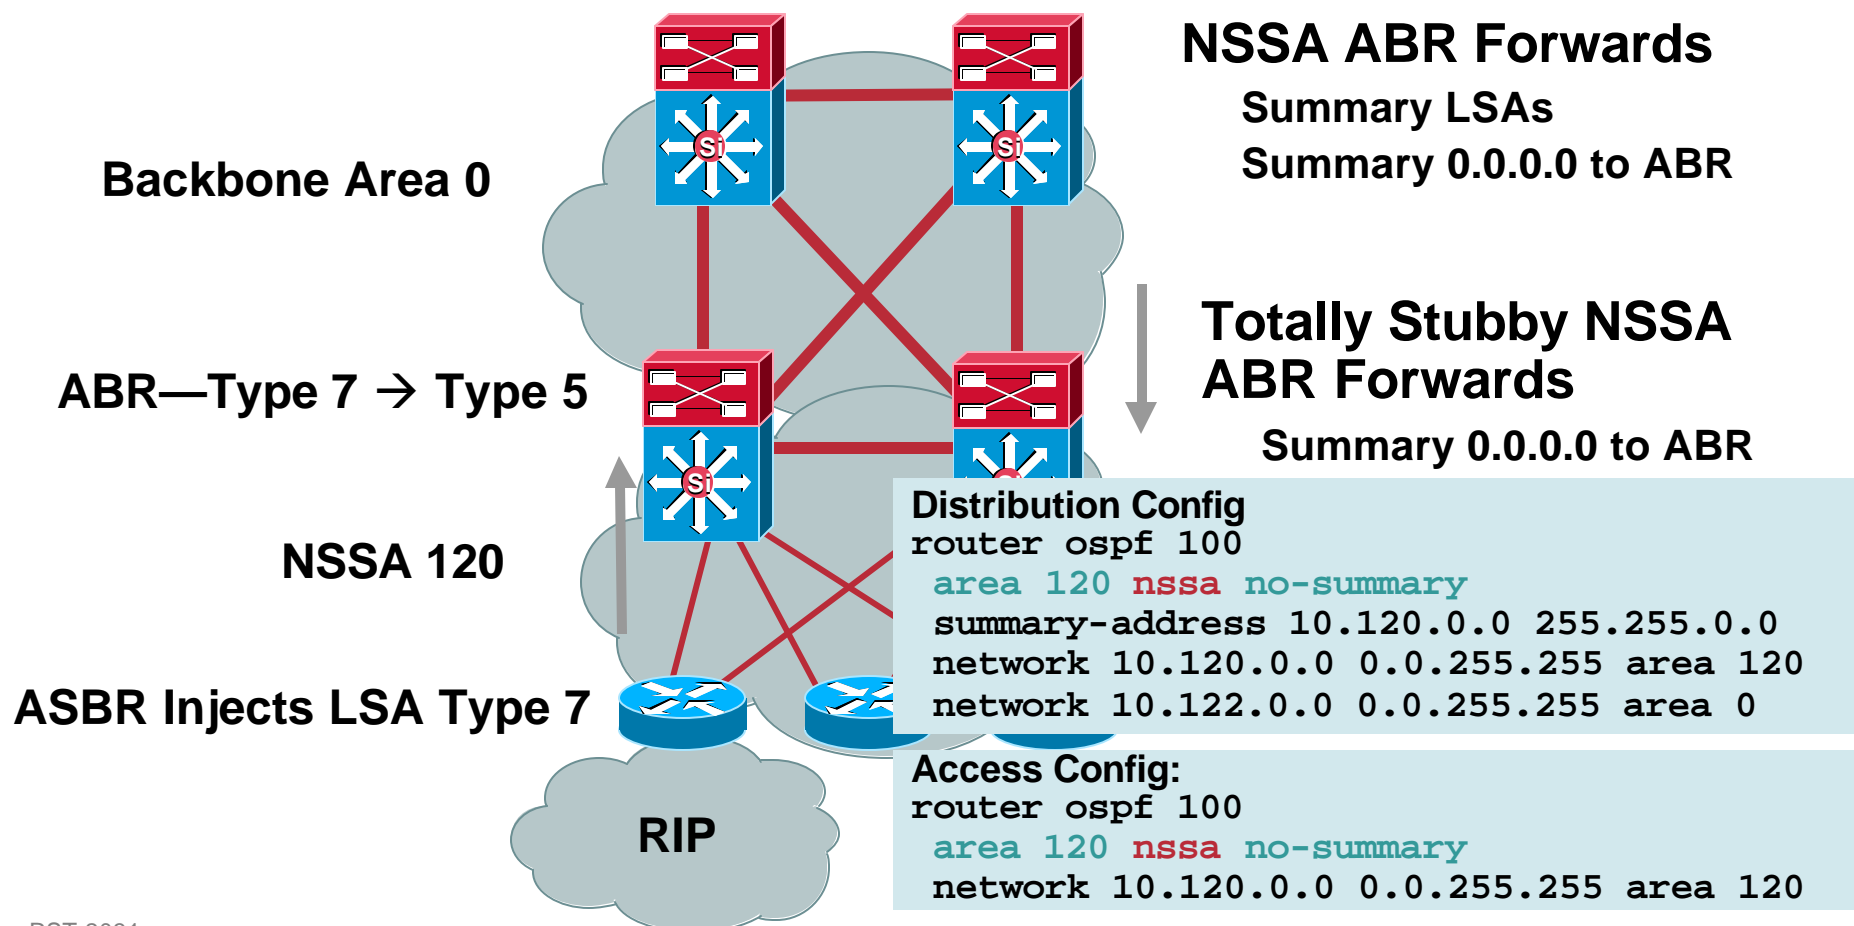 NSSA ABR Forwards
Summary LSAs
Summary 0.0.0.0 to ABR
Backbone Area 0
Si
Si
Totally Stubby NSSA
ABR Forwards
Summary 0.0.0.0 to ABR
ABR—Type 7 → Type 5
Si
NSSA 120
ASBR Injects LSA Type 7
RIP
Distribution Config
router ospf 100
area 120 nssa no-summary
summary-address 10.120.0.0 255.255.0.0
network 10.120.0.0 0.0.255.255 area 120
network 10.122.0.0 0.0.255.255 area 0
Access Config:
router ospf 100
area 120 nssa no-summary
network 10.120.0.0 0.0.255.255 area 120